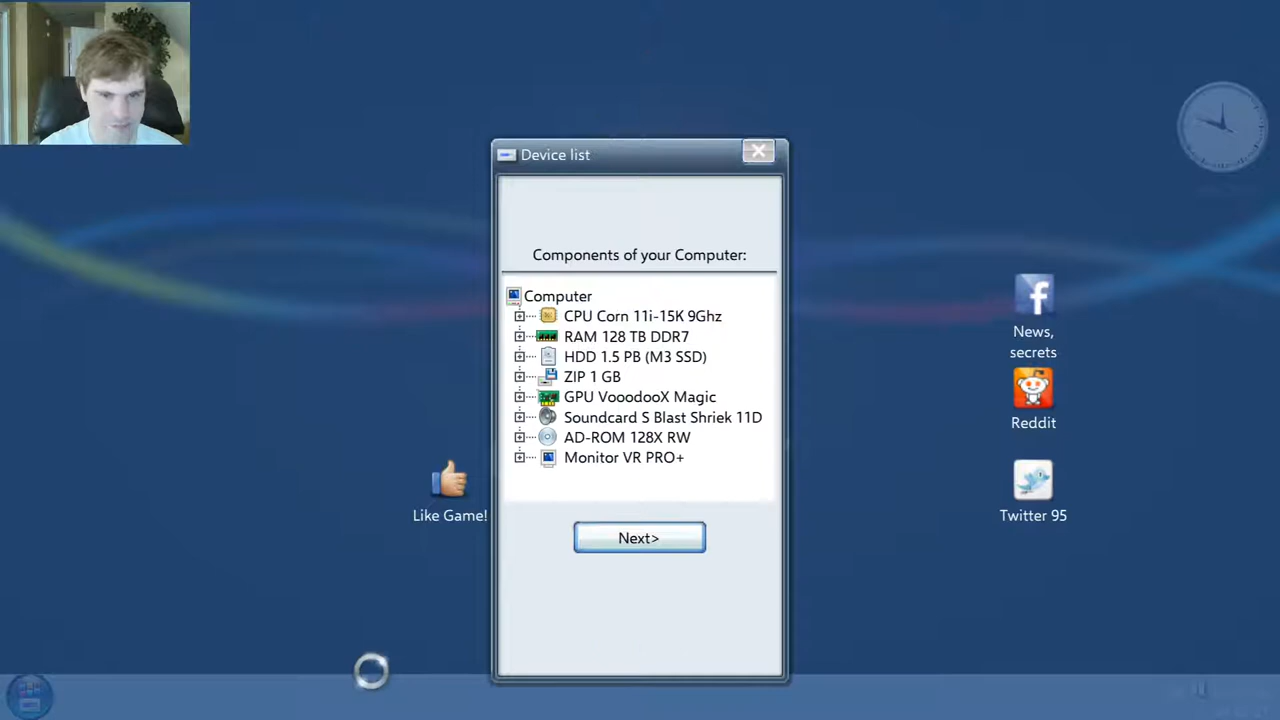 Device list
Components of your Computer:
Computer
CPU Corn 11i-15K 9Ghz
RAM 128 TB DDR7
HDD 1.5 PB (M3 SSD)
ZIP 1 GB
GPU VooodooX Magic
Soundcard S Blast Shriek 11D
AD-ROM 128X RW
Monitor VR PRO+
Next>
Like Game!
News,
secrets
Reddit
Twitter 95